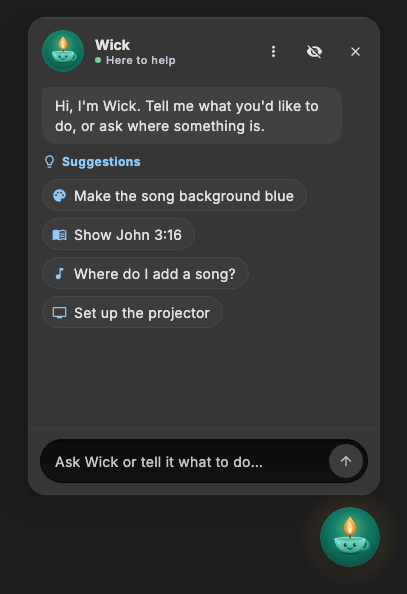 Wick
Here to help
Hi, I'm Wick. Tell me what you'd like to
do, or ask where something is.
Suggestions
Make the song background blue
Show John 3:16
Where do I add a song?
Set up the projector
Ask Wick or tell it what to do...